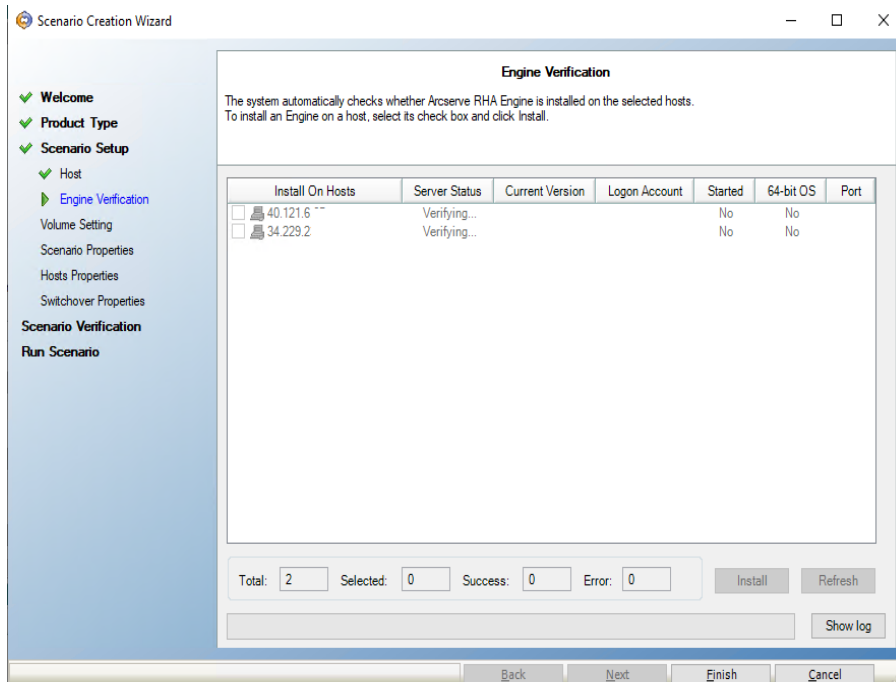 Scenario Creation Wizard
Welcome
Product Type
Scenario Setup
Host
Engine Verification
Volume Setting
Scenario Properties
Hosts Properties
Switchover Properties
Scenario Verification
Run Scenario
Engine Verification
The system automatically checks whether Arcserve RHA Engine is installed on the selected hosts.
To install an Engine on a host, select its check box and click Install.
Install On Hosts Server Status Current Version Logon Account Started 64-bit OS Port
40.121.6 Verifying... No No
34.229.2 Verifying... No No
Total: 2 Selected: 0 Success: 0 Error: 0 Install Refresh
Show log
Back Next Finish Cancel